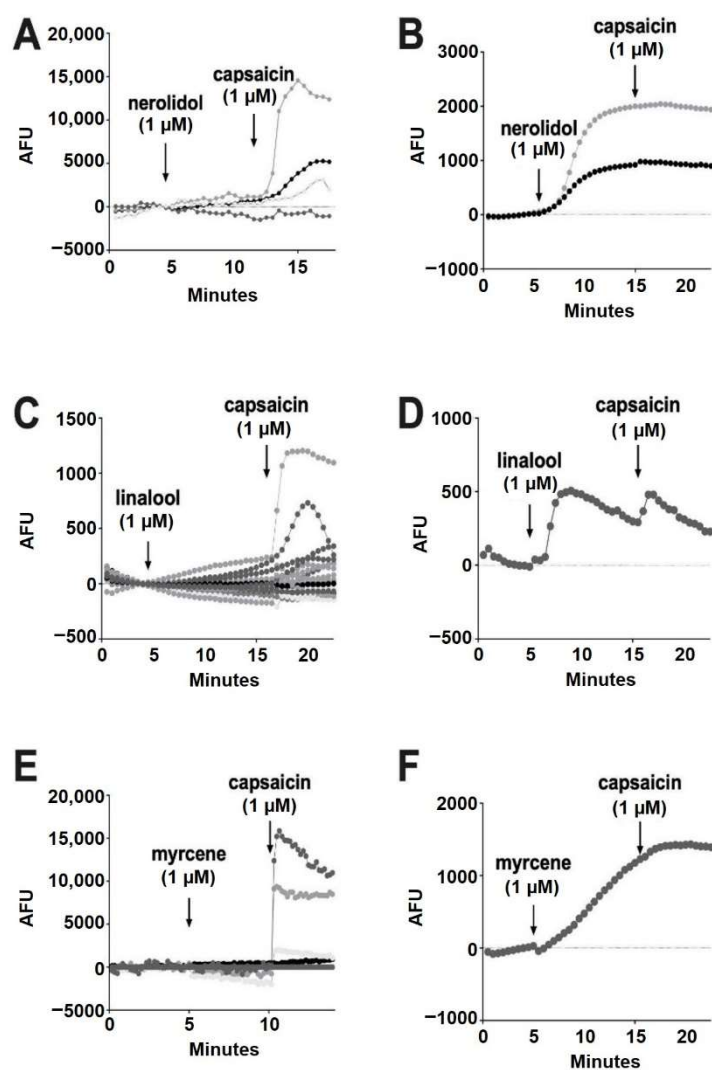 A
20,000
15,000
10,000
5000
0
−5000
AFU
nerolidol
(1 µM)
capsaicin
(1 µM)
0
5
10
15
Minutes
B
3000
2000
1000
0
−1000
AFU
nerolidol
(1 µM)
capsaicin
(1 µM)
0
5
10
15
20
Minutes
C
1500
1000
500
0
−500
AFU
linalool
(1 µM)
capsaicin
(1 µM)
0
5
10
15
20
Minutes
D
1000
500
0
−500
AFU
linalool
(1 µM)
capsaicin
(1 µM)
0
5
10
15
20
Minutes
E
20,000
15,000
10,000
5000
0
−5000
AFU
myrcene
(1 µM)
capsaicin
(1 µM)
0
5
10
Minutes
F
2000
1000
0
−1000
AFU
myrcene
(1 µM)
capsaicin
(1 µM)
0
5
10
15
20
Minutes